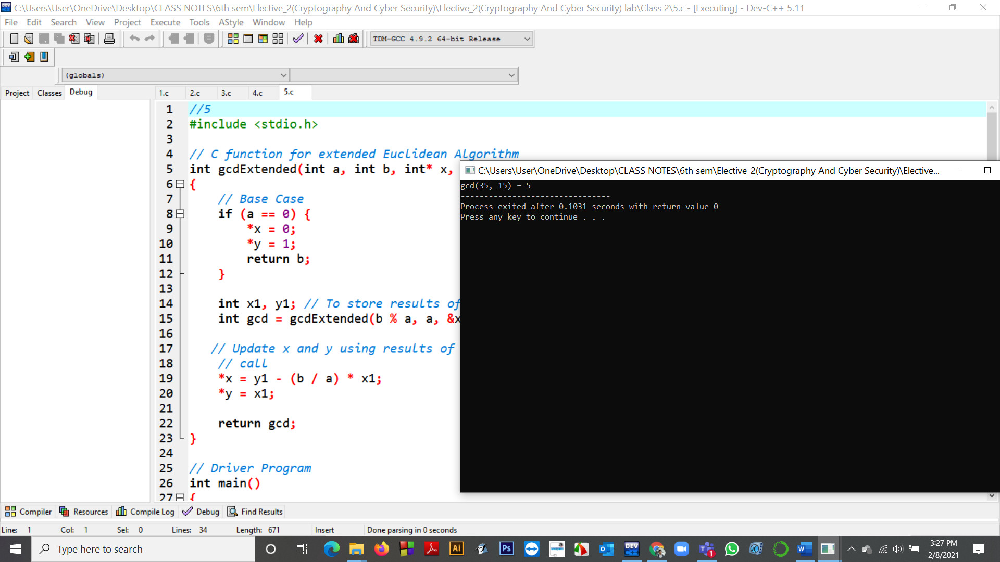 C:\Users\User\OneDrive\Desktop\CLASS NOTES\6th sem\Elective_2(Cryptography And Cyber Security)\Elective_2(Cryptography And Cyber Security) lab\Class 2\5.c - [Executing] - Dev-C++ 5.11
File Edit Search View Project Execute Tools AStyle Window Help
TDM-GCC 4.9.2 64-bit Release
(globals)
Project Classes Debug
1.c 2.c 3.c 4.c 5.c
1 //5
2 #include <stdio.h>
3
4 // C function for extended Euclidean Algorithm
5 int gcdExtended(int a, int b, int* x,
6 {
7 // Base Case
8 if (a == 0) {
9 *x = 0;
10 *y = 1;
11 return b;
12 }
13
14 int x1, y1; // To store results of
15 int gcd = gcdExtended(b % a, a, &x
16
17 // Update x and y using results of
18 // call
19 *x = y1 - (b / a) * x1;
20 *y = x1;
21
22 return gcd;
23 }
24
25 // Driver Program
26 int main()
27 {
C:\Users\User\OneDrive\Desktop\CLASS NOTES\6th sem\Elective_2(Cryptography And Cyber Security)\Elective...
gcd(35, 15) = 5
--------------------------------
Process exited after 0.1031 seconds with return value 0
Press any key to continue . . .
Compiler Resources Compile Log Debug Find Results
Line: 1 Col: 1 Sel: 0 Lines: 34 Length: 671 Insert Done parsing in 0 seconds
Type here to search
Ai
Ps
DEV
1
W
3:27 PM
2/8/2021